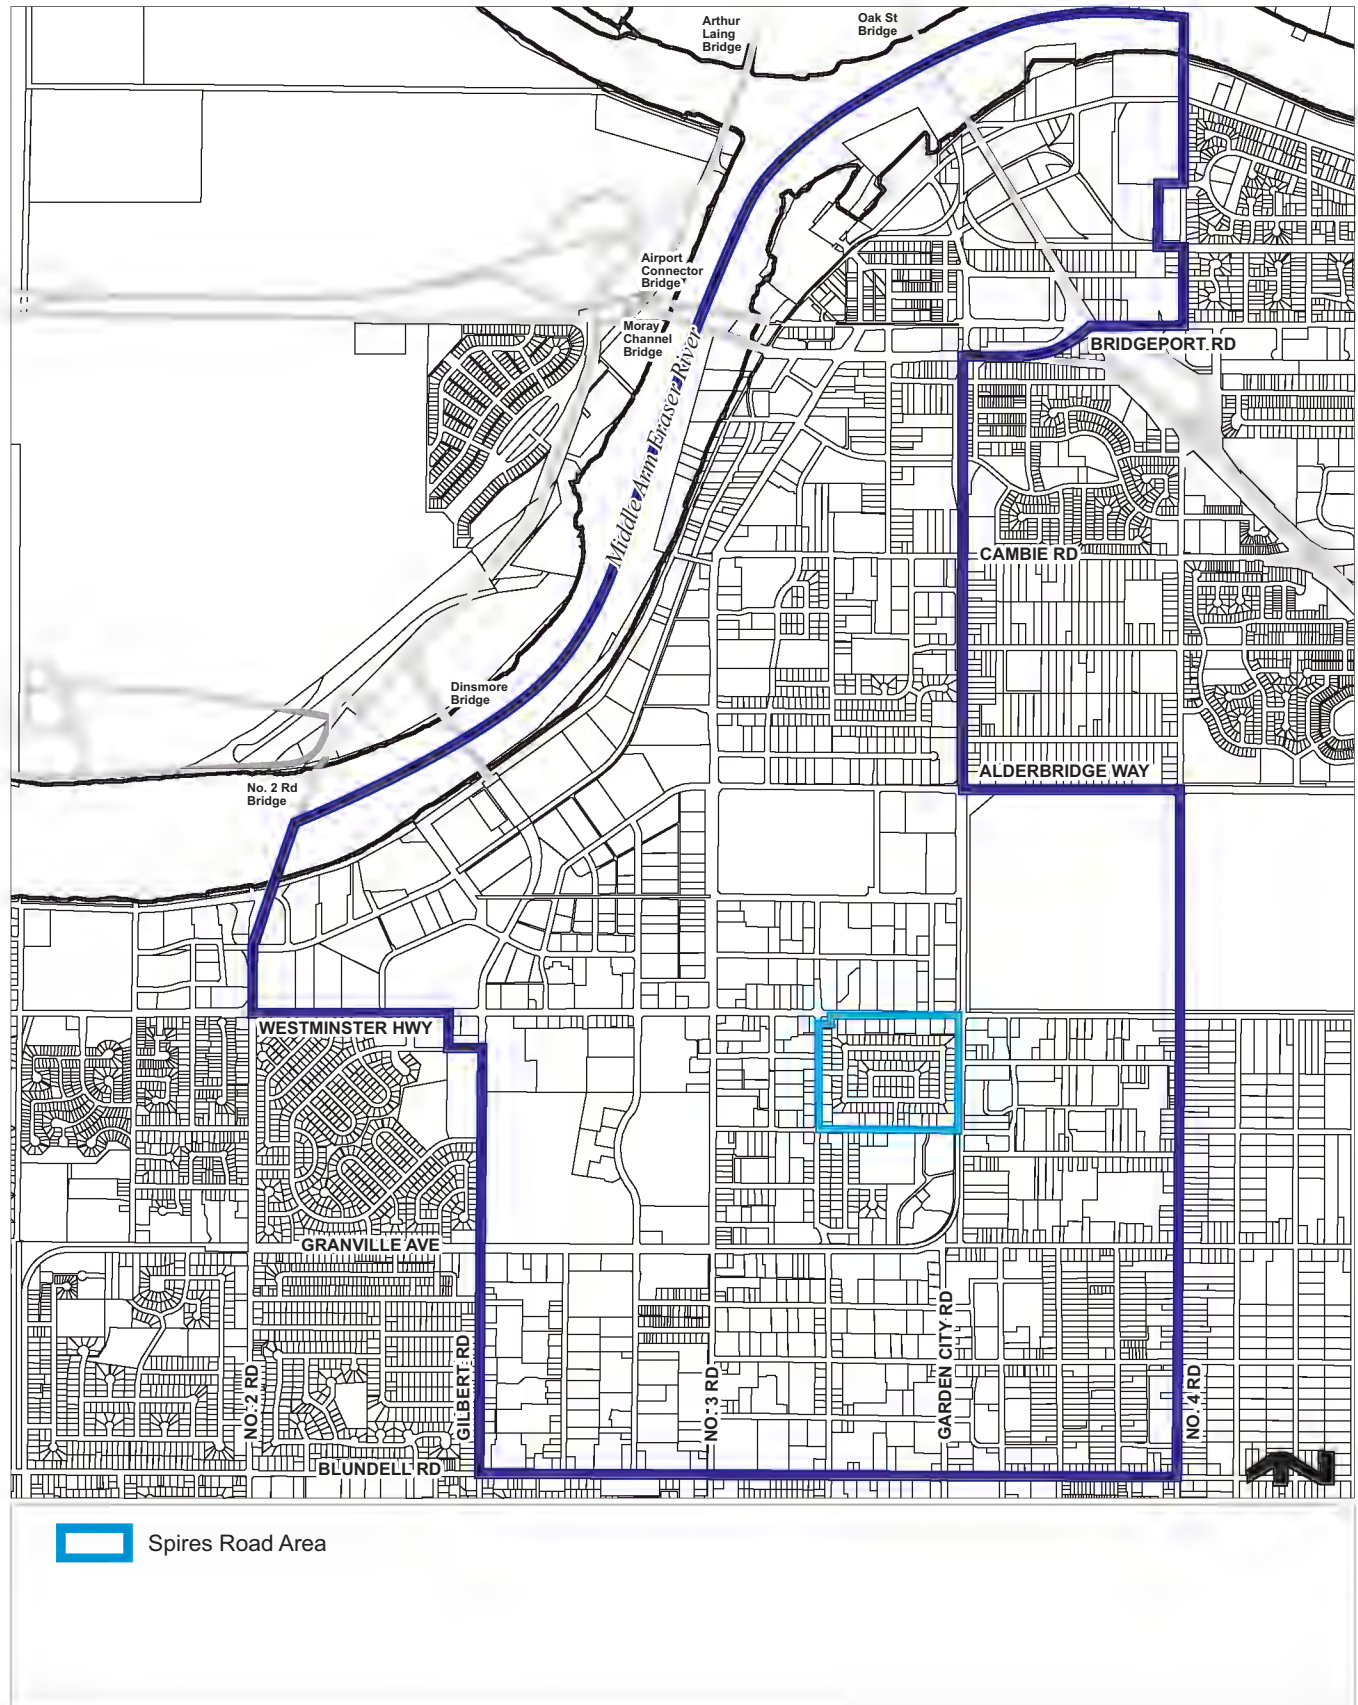 Arthur
Laing
Bridge
Oak St
Bridge
Airport
Connector
Bridge
Moray
Channel
Bridge
BRIDGEPORT RD
Middle Arm Fraser River
CAMBIE RD
Dinsmore
Bridge
ALDERBRIDGE WAY
No. 2 Rd
Bridge
WESTMINSTER HWY
GRANVILLE AVE
NO. 2 RD
GILBERT RD
NO. 3 RD
GARDEN CITY RD
NO. 4 RD
BLUNDELL RD
Z
Spires Road Area